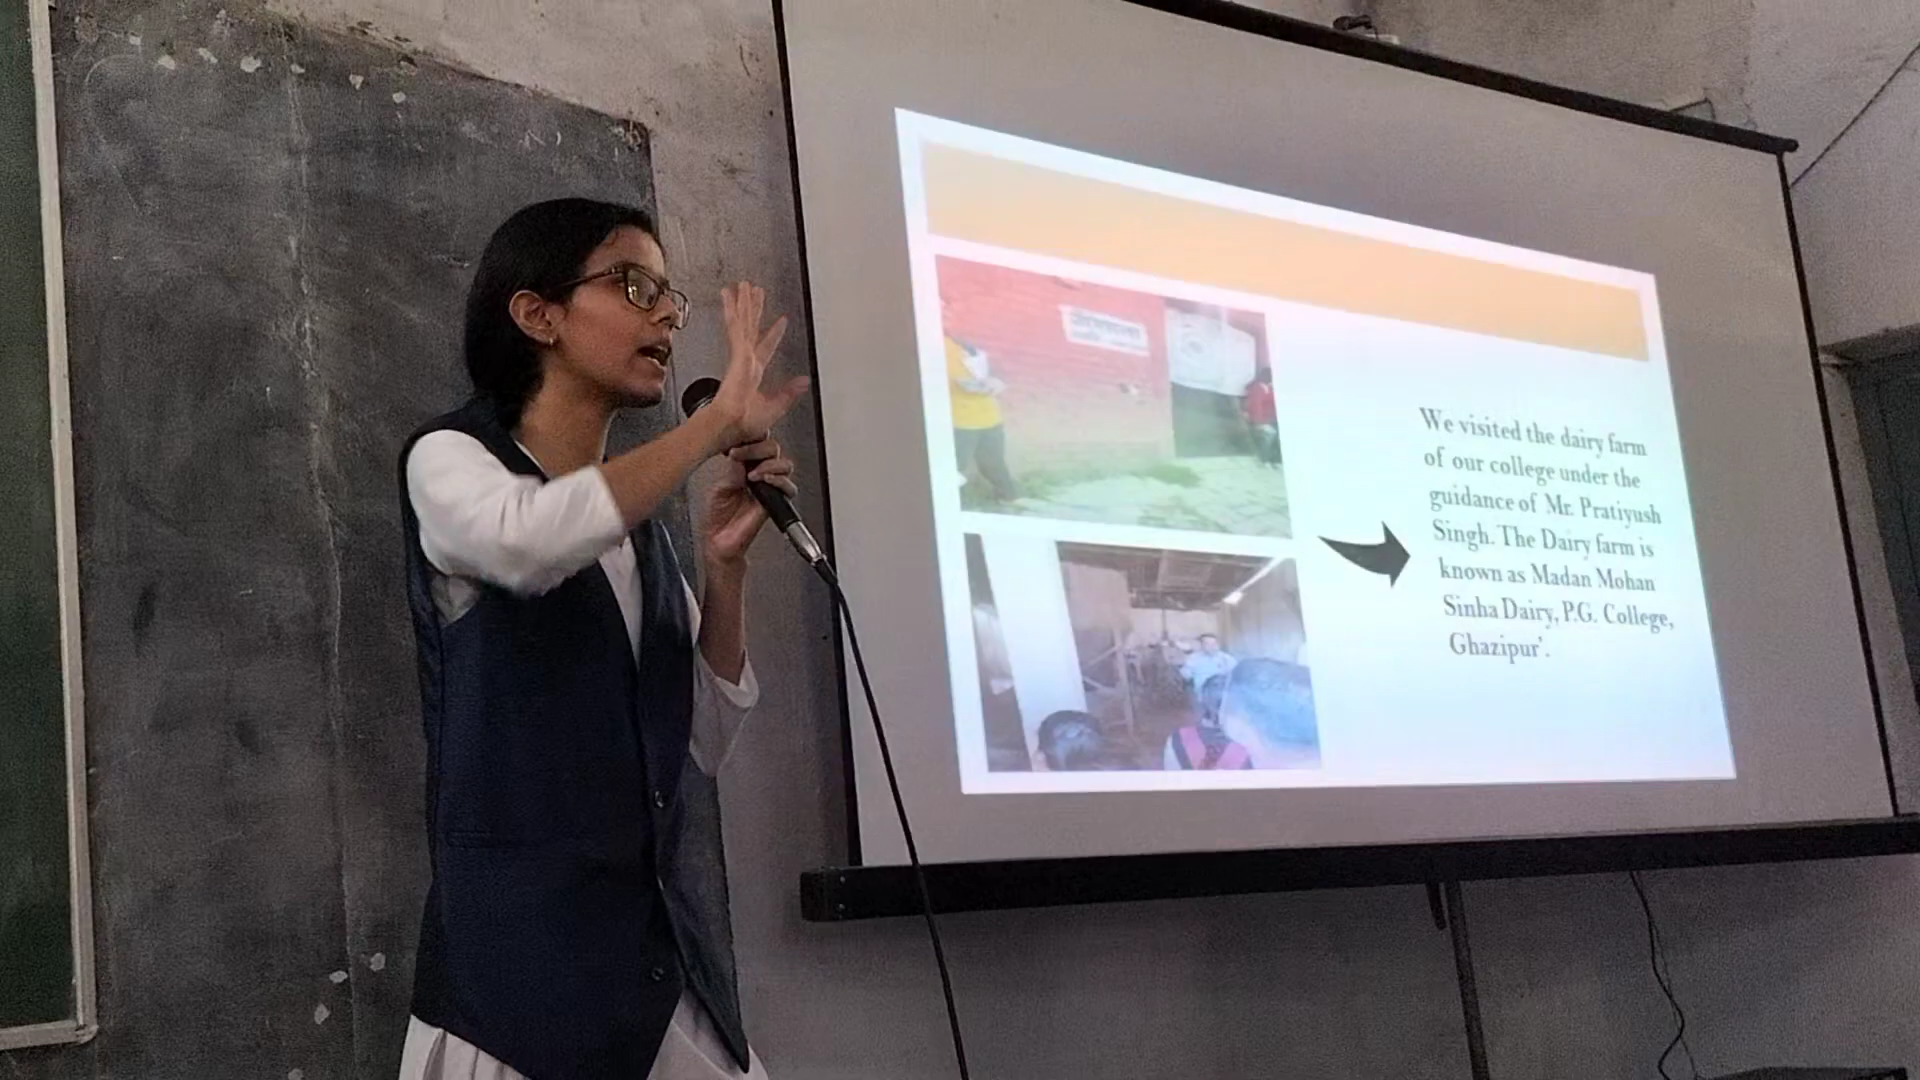 We visited the dairy farm
of our college under the
guidance of Mr. Pratiyush
Singh. The Dairy farm is
known as Madan Mohan
Sinha Dairy, P.G. College,
Ghazipur'.